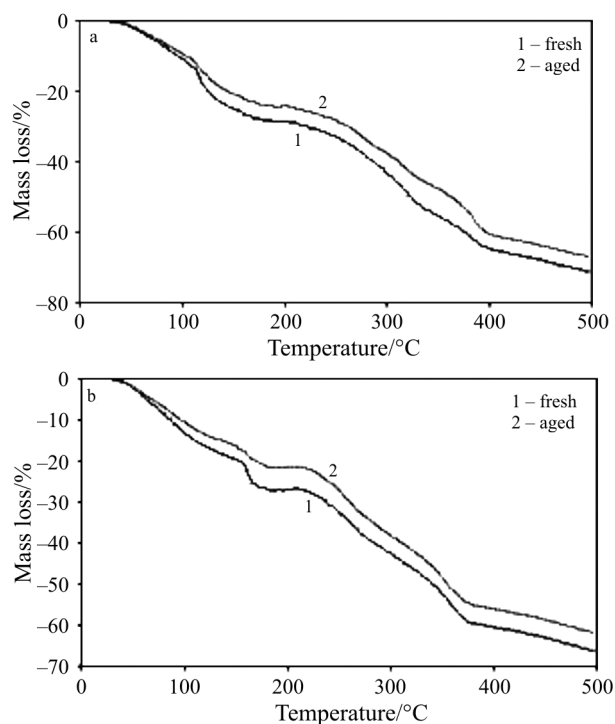 0
a
1 – fresh
2 – aged
–20
2
1
–40
–60
–80
0 100 200 300 400 500
Mass loss/%
Temperature/°C
0
b
1 – fresh
2 – aged
–10
–20
2
–30
1
–40
–50
–60
–70
0 100 200 300 400 500
Mass loss/%
Temperature/°C